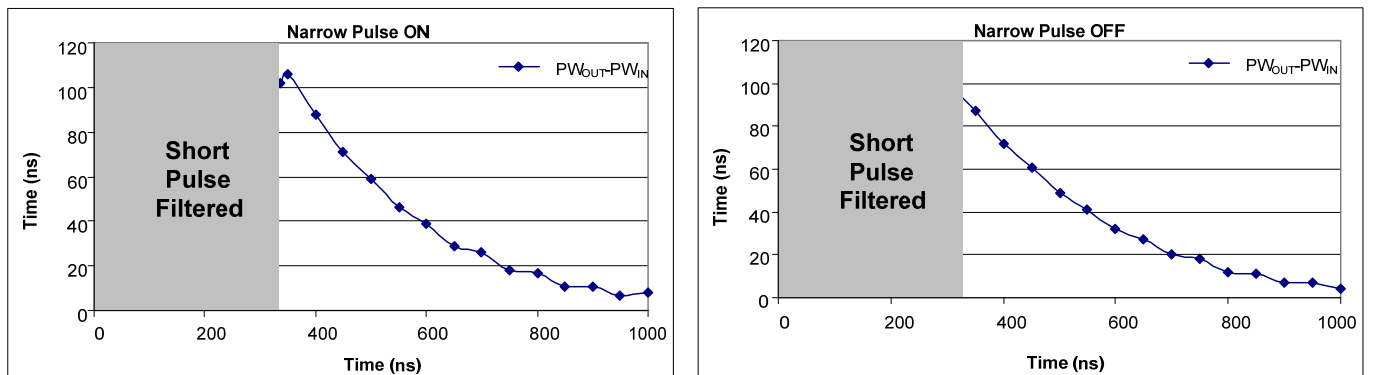 Narrow Pulse ON
120
100
80
60
40
20
0
Time (ns)
Short
Pulse
Filtered
PWOUT-PWIN
0 200 400 600 800 1000
Time (ns)
Narrow Pulse OFF
120
100
80
60
40
20
0
Time (ns)
Short
Pulse
Filtered
PWOUT-PWIN
0 200 400 600 800 1000
Time (ns)